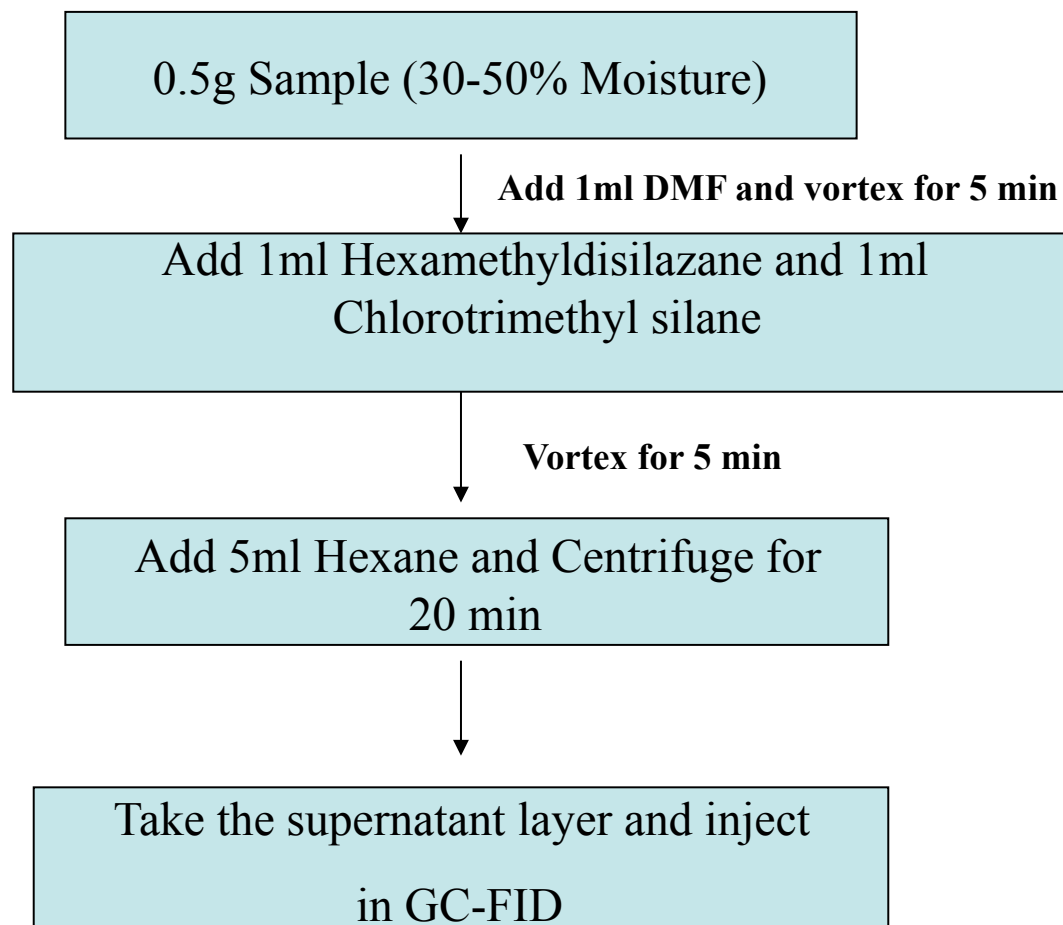 0.5g Sample (30-50% Moisture)
Add 1ml DMF and vortex for 5 min
Add 1ml Hexamethyldisilazane and 1ml
Chlorotrimethyl silane
Vortex for 5 min
Add 5ml Hexane and Centrifuge for
20 min
Take the supernatant layer and inject
in GC-FID